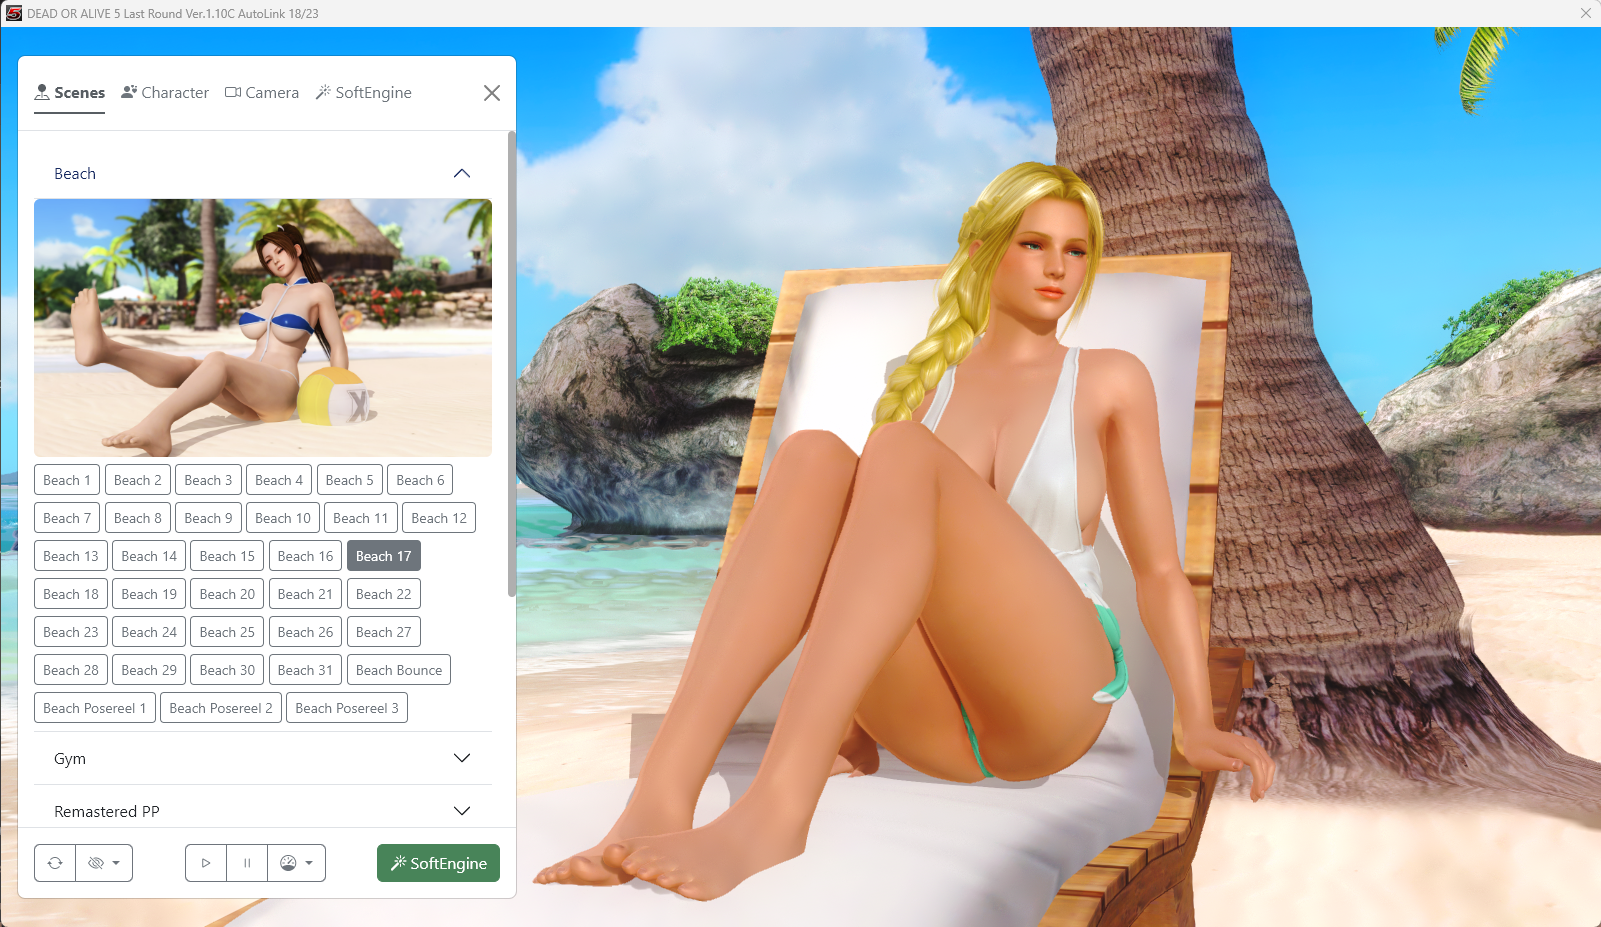 DEAD OR ALIVE 5 Last Round Ver.1.10C AutoLink 18/23
Scenes Character Camera SoftEngine
Beach
Beach 1 Beach 2 Beach 3 Beach 4 Beach 5 Beach 6
Beach 7 Beach 8 Beach 9 Beach 10 Beach 11 Beach 12
Beach 13 Beach 14 Beach 15 Beach 16 Beach 17
Beach 18 Beach 19 Beach 20 Beach 21 Beach 22
Beach 23 Beach 24 Beach 25 Beach 26 Beach 27
Beach 28 Beach 29 Beach 30 Beach 31 Beach Bounce
Beach Posereel 1 Beach Posereel 2 Beach Posereel 3
Gym
Remastered PP
SoftEngine